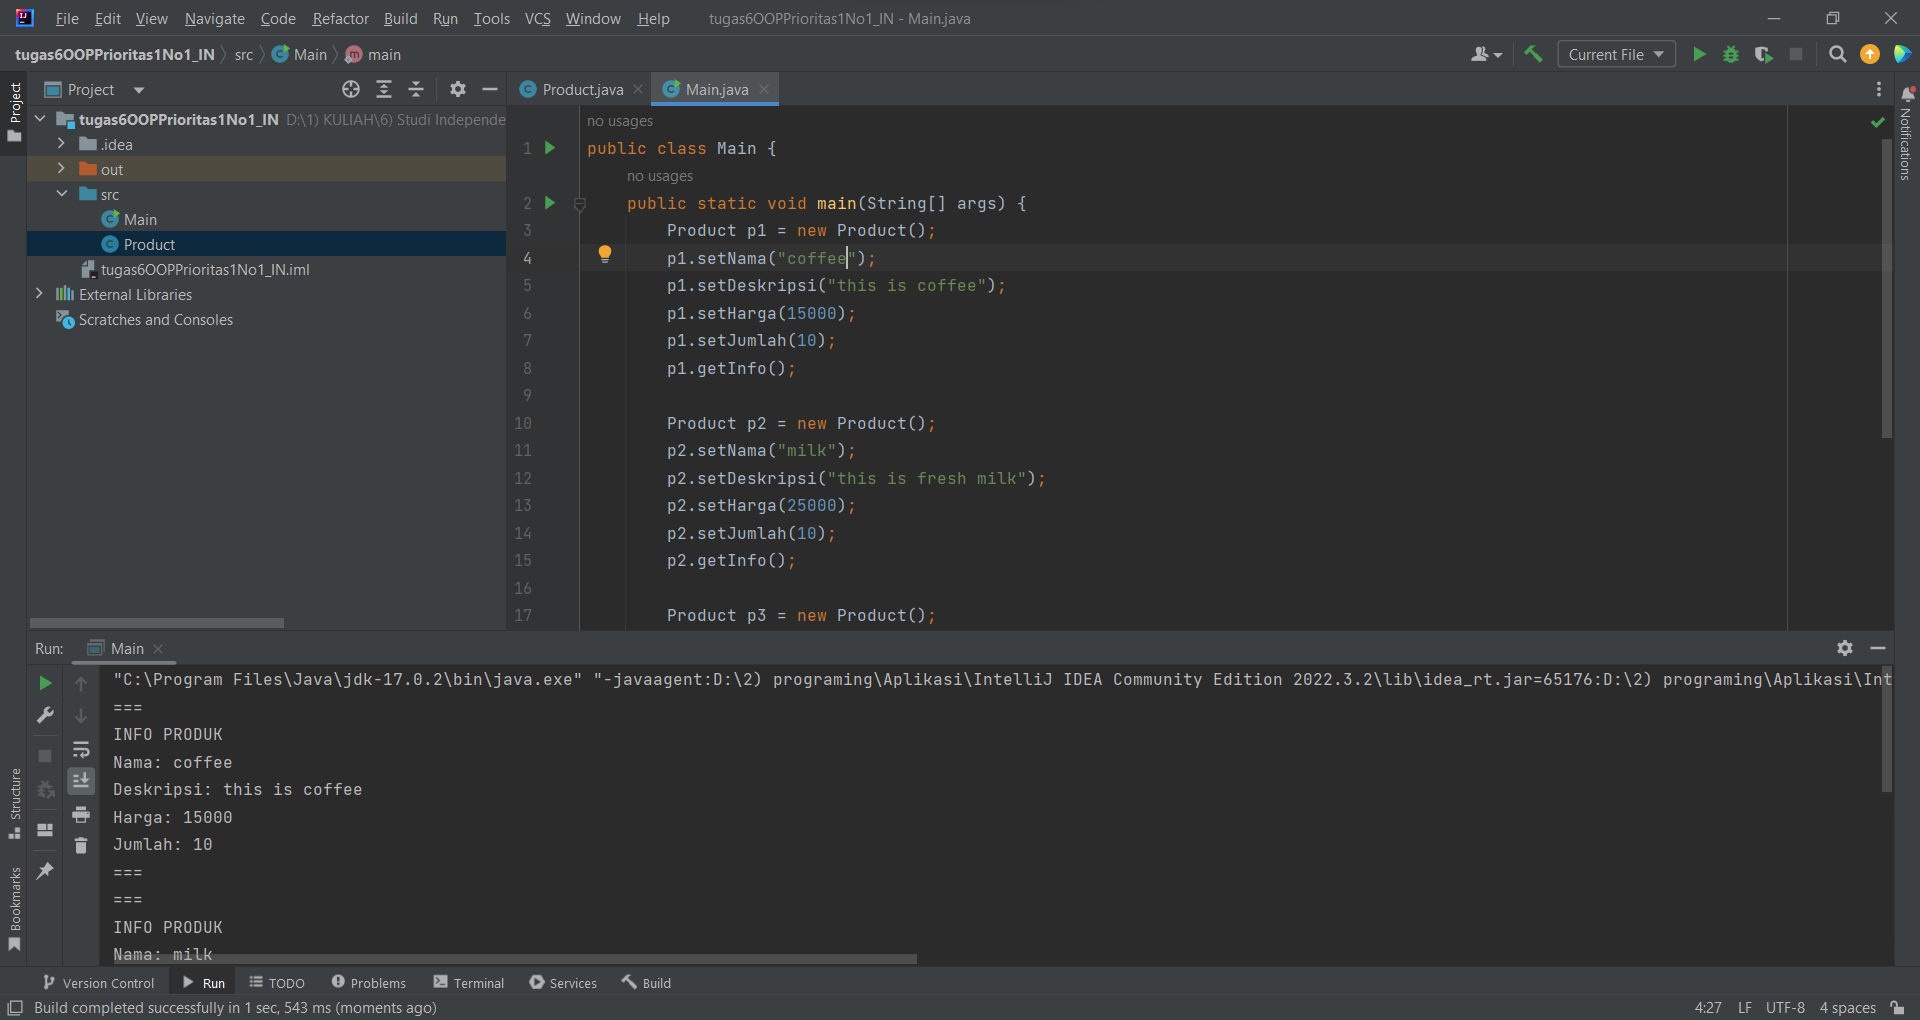 File Edit View Navigate Code Refactor Build Run Tools VCS Window Help tugas6OOPPrioritas1No1_IN - Main.java
tugas6OOPPrioritas1No1_IN src Main main
Current File
Project
Product.java Main.java
Project
tugas6OOPPrioritas1No1_IN D:\1) KULIAH\6) Studi Independe
.idea
out
src
Main
Product
tugas6OOPPrioritas1No1_IN.iml
External Libraries
Scratches and Consoles
Notifications
no usages
1 public class Main {
no usages
2 public static void main(String[] args) {
3 Product p1 = new Product();
4 p1.setNama("coffee");
5 p1.setDeskripsi("this is coffee");
6 p1.setHarga(15000);
7 p1.setJumlah(10);
8 p1.getInfo();
9
10 Product p2 = new Product();
11 p2.setNama("milk");
12 p2.setDeskripsi("this is fresh milk");
13 p2.setHarga(25000);
14 p2.setJumlah(10);
15 p2.getInfo();
16
17 Product p3 = new Product();
Run: Main
"C:\Program Files\Java\jdk-17.0.2\bin\java.exe" "-javaagent:D:\2) programing\Aplikasi\IntelliJ IDEA Community Edition 2022.3.2\lib\idea_rt.jar=65176:D:\2) programing\Aplikasi\Int
===
INFO PRODUK
Nama: coffee
Deskripsi: this is coffee
Harga: 15000
Jumlah: 10
===
===
INFO PRODUK
Nama: milk
Structure
Bookmarks
Version Control Run TODO Problems Terminal Services Build
Build completed successfully in 1 sec, 543 ms (moments ago) 4:27 LF UTF-8 4 spaces